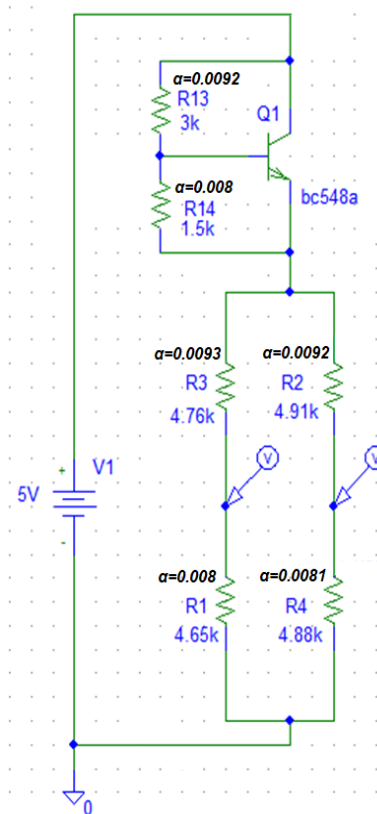 α=0.0092
R13
3k
Q1
α=0.008
R14
1.5k
bc548a
α=0.0093
R3
4.76k
α=0.0092
R2
4.91k
V
V
+
V1
5V
-
α=0.008
R1
4.65k
α=0.0081
R4
4.88k
0